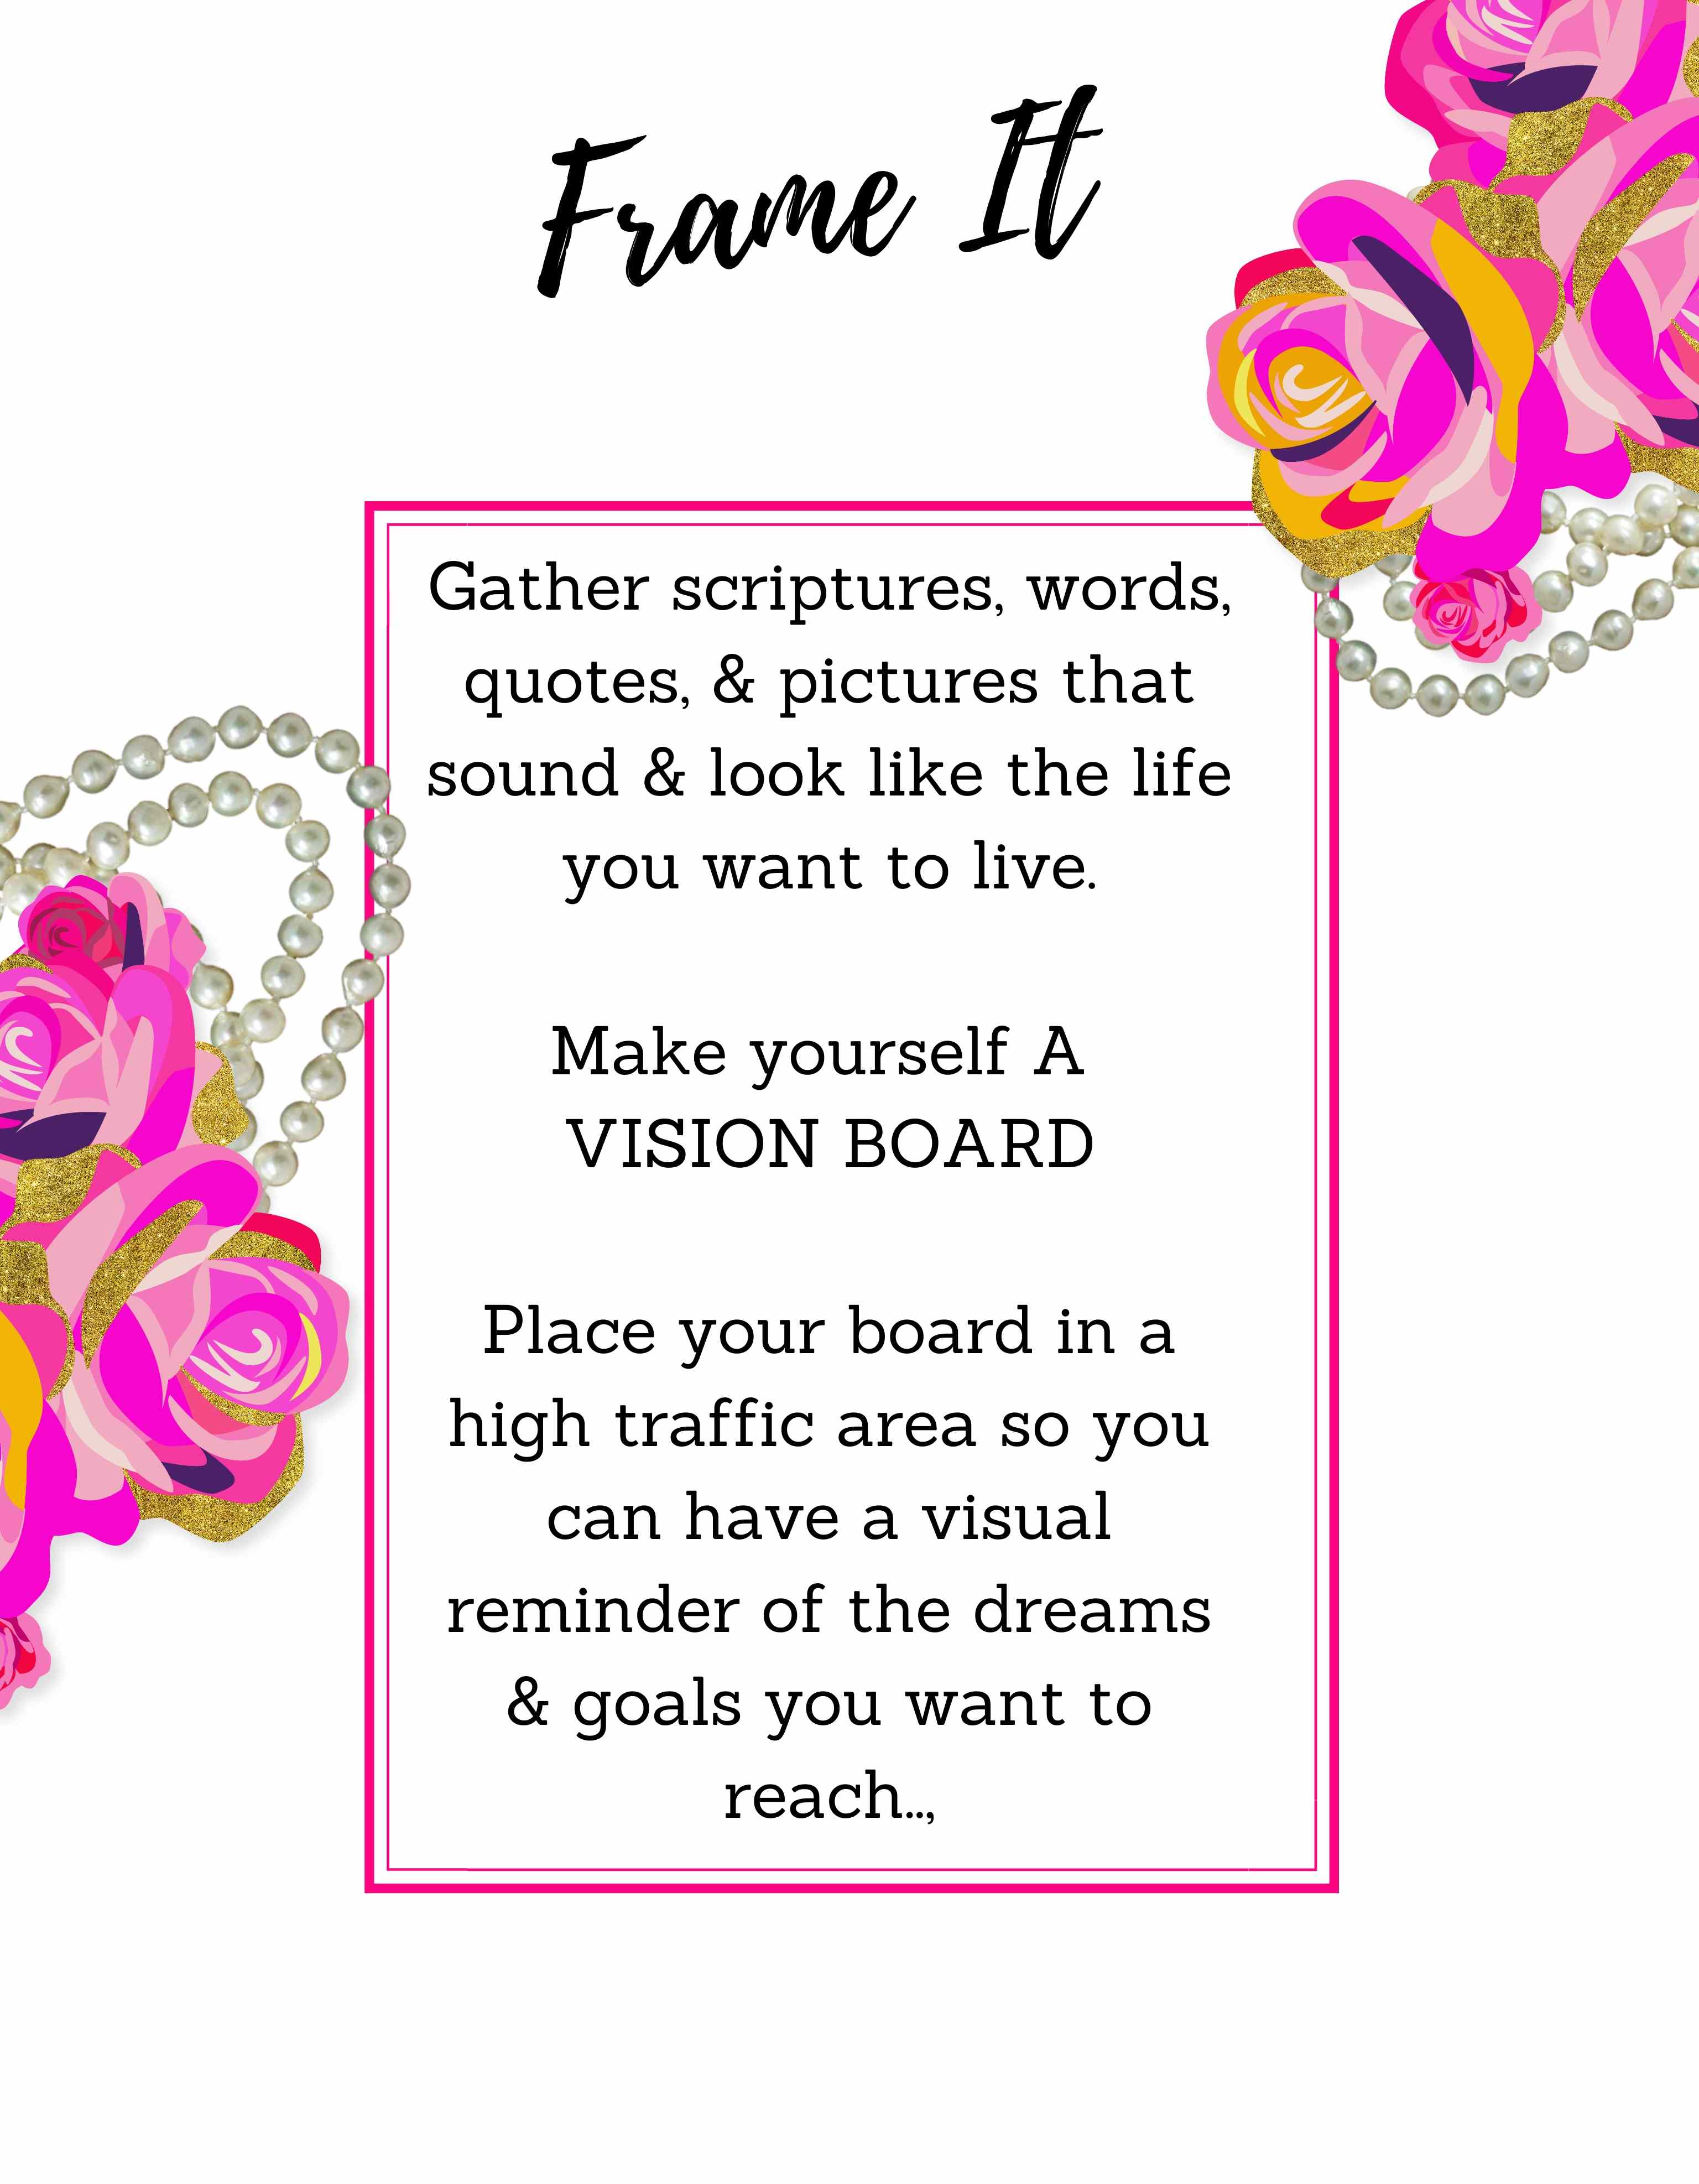 Frame It
Gather scriptures, words,
quotes, & pictures that
sound & look like the life
you want to live.
Make yourself A
VISION BOARD
Place your board in a
high traffic area so you
can have a visual
reminder of the dreams
& goals you want to
reach..,